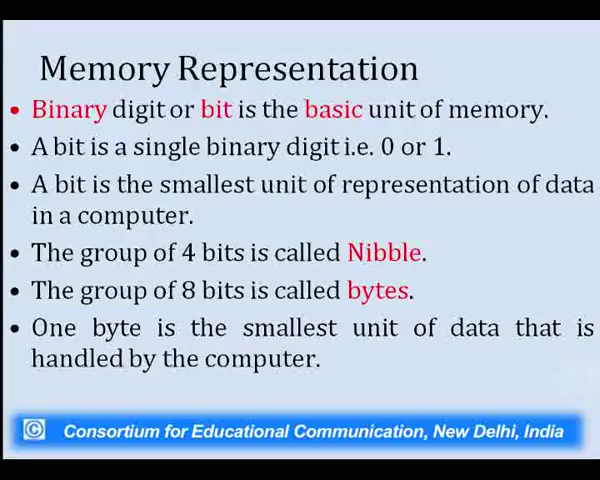 Memory Representation
• Binary digit or bit is the basic unit of memory.
• A bit is a single binary digit i.e. 0 or 1.
• A bit is the smallest unit of representation of data
in a computer.
• The group of 4 bits is called Nibble.
• The group of 8 bits is called bytes.
• One byte is the smallest unit of data that is
handled by the computer.
© Consortium for Educational Communication, New Delhi, India